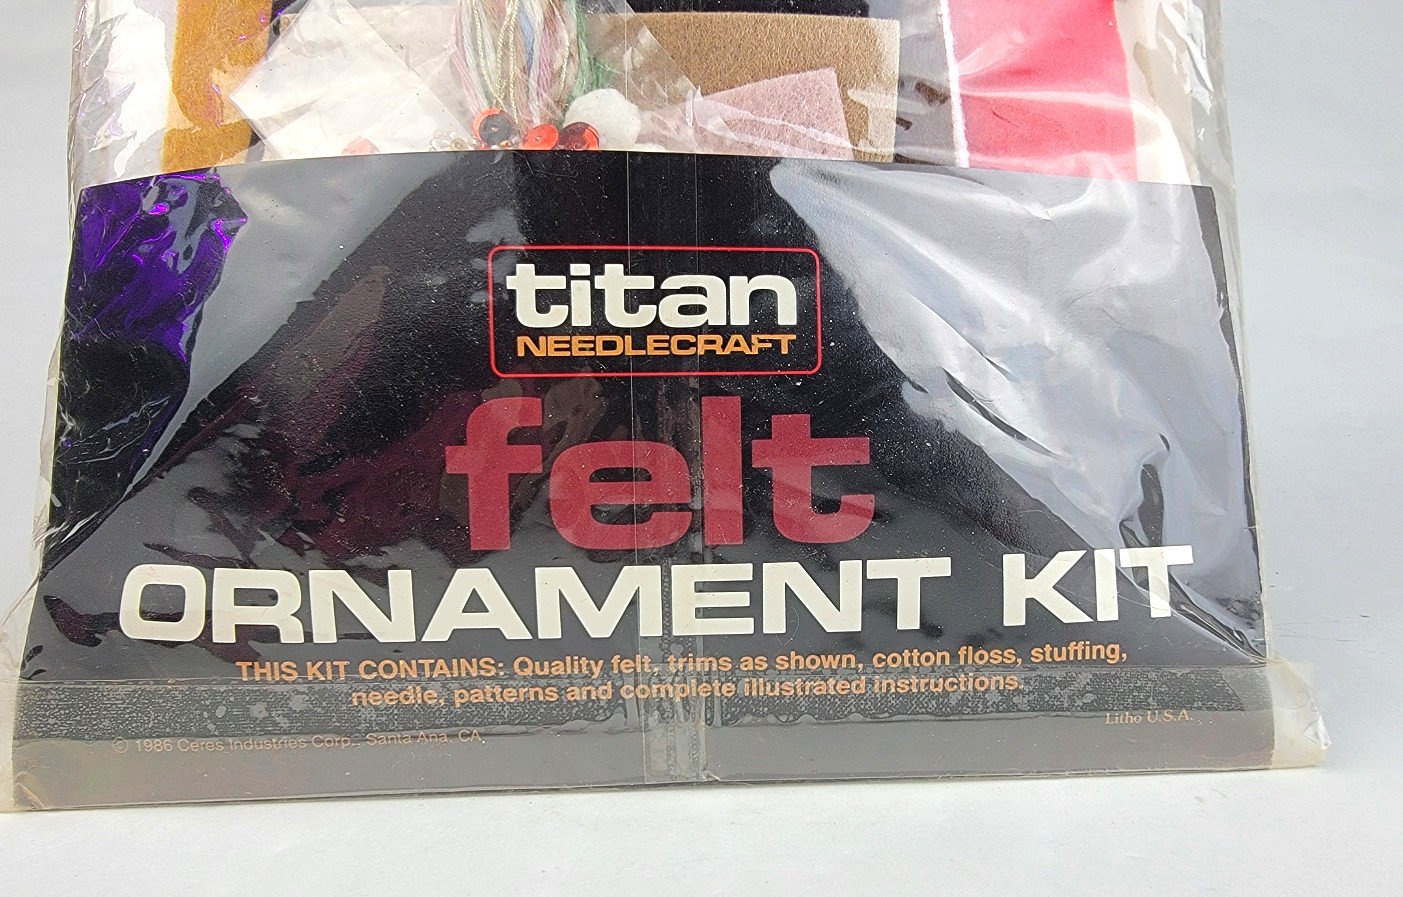 titan
NEEDLECRAFT
felt
ORNAMENT KIT
THIS KIT CONTAINS: Quality felt, trims as shown, cotton floss, stuffing,
needle, patterns and complete illustrated instructions.
Litho U.S.A.
© 1986 Ceres Industries Corp., Santa Ana, CA